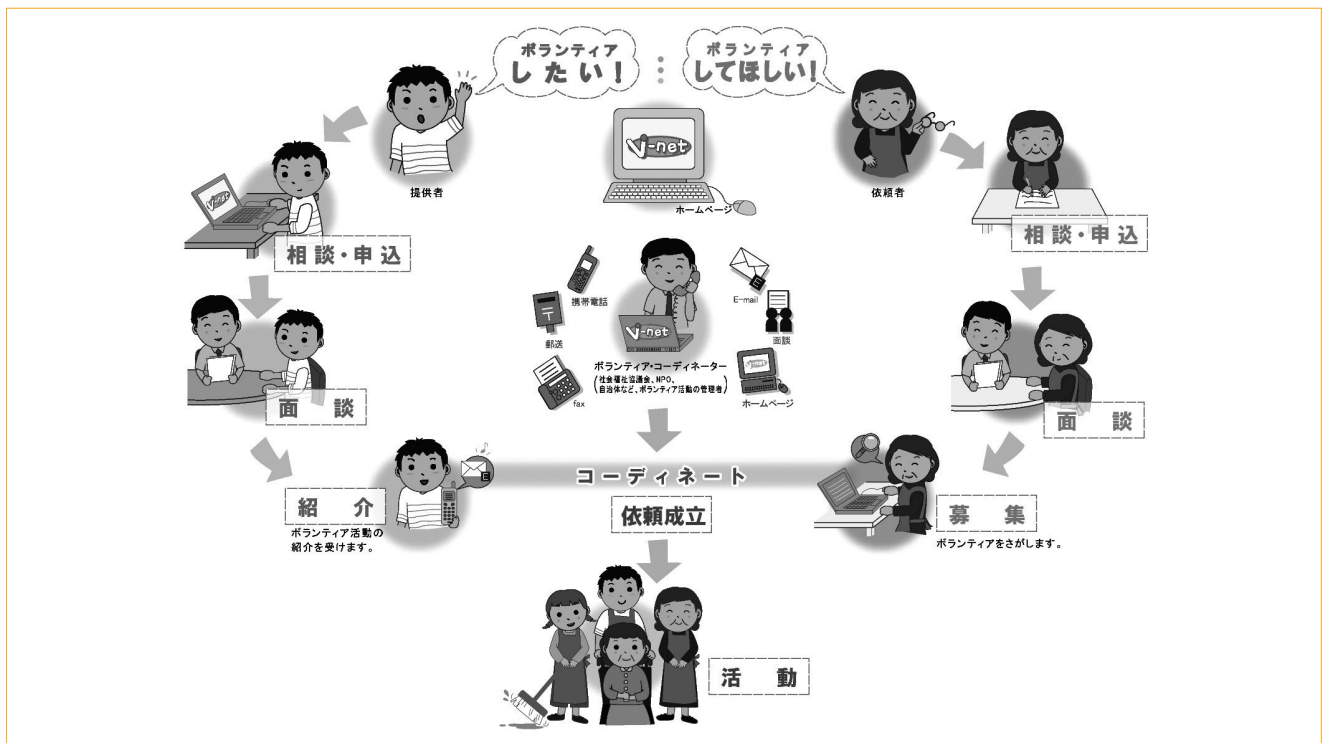 ボランティア
したい!
ボランティア
してほしい!
V-net
提供者
ホームページ
依頼者
V-net
相談・申込
相談・申込
携帯電話
E-mail
E
〒
郵送
面談
V-net
fax
ボランティア・コーディネーター
(社会福祉協議会、NPO、
自治体など、ボランティア活動の管理者)
ホームページ
面談
面談
コーディネート
E
紹介
ボランティア活動の
紹介を受けます。
依頼成立
募集
ボランティアをさがします。
活動